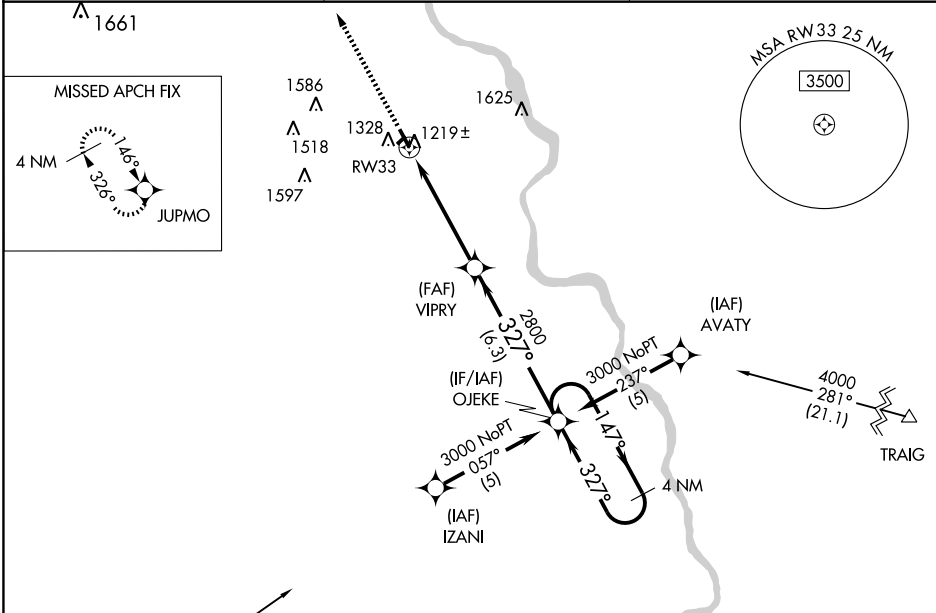 1661
MISSED APCH FIX
4 NM
146°
326°
JUPMO
1586
1518
1597
1328
1219±
RW33
1625
MSA RW33 25 NM
3500
(FAF)
VIPRY
2800
327°
(6.3)
(IF/IAF)
OJEKE
3000 NoPT
237°
(5)
(IAF)
AVATY
4000
281°
(21.1)
TRAIG
3000 NoPT
057°
(5)
(IAF)
IZANI
147°
327°
4 NM